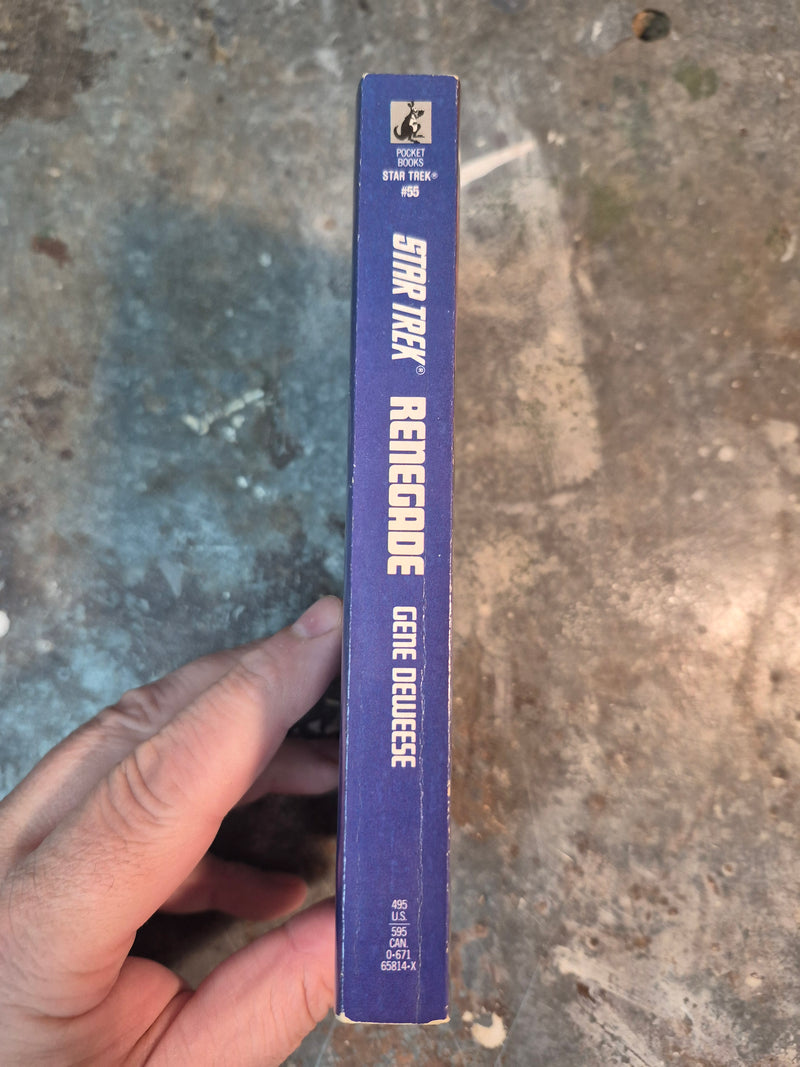 POCKET
BOOKS
STAR TREK®
#55
STAR TREK®
RENEGADE
GENE DEWEESE
495
U.S.
595
CAN.
0-671
65814-X